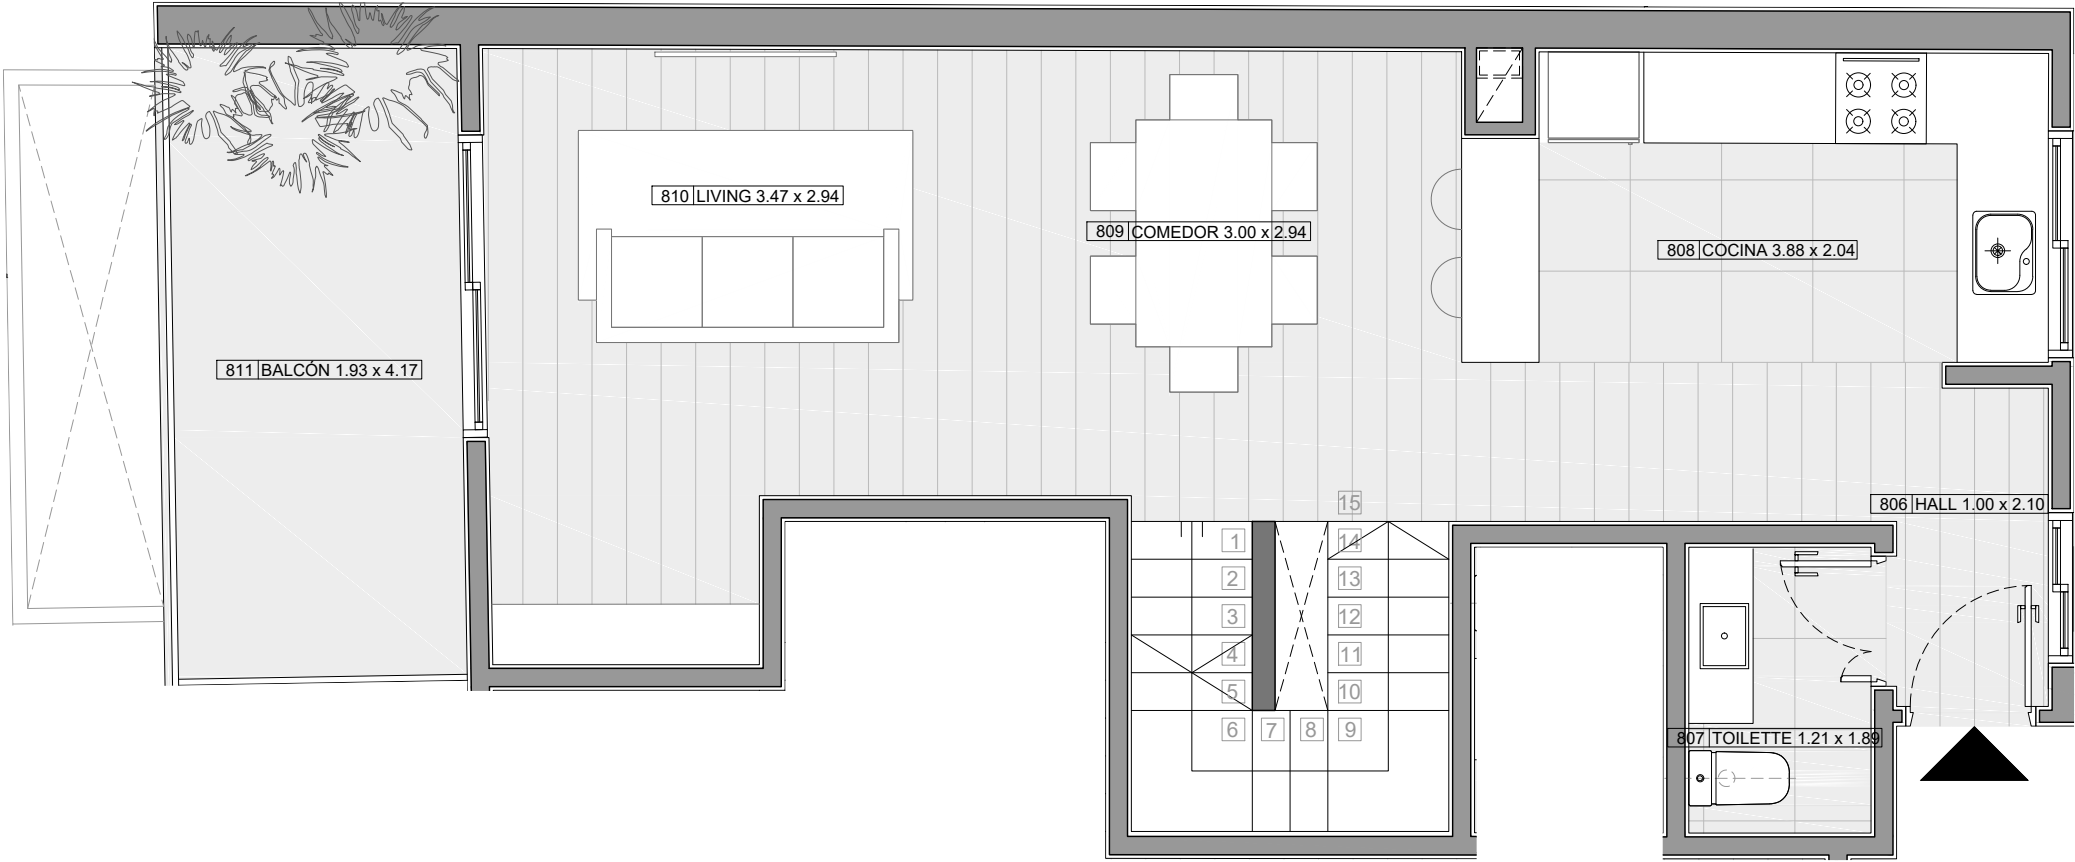 810 LIVING 3.47 x 2.94
809 COMEDOR 3.00 x 2.94
808 COCINA 3.88 x 2.04
811 BALCÓN 1.93 x 4.17
806 HALL 1.00 x 2.10
15
1
14
2
13
3
12
4
11
5
10
6
7
8
9
807 TOILETTE 1.21 x 1.89